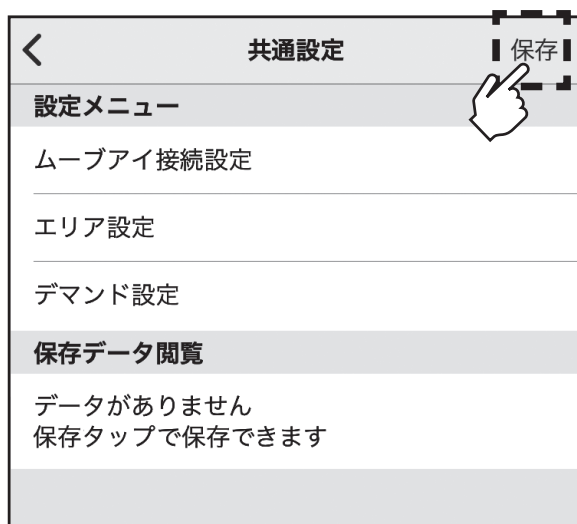 共通設定
保存
設定メニュー
ムーブアイ接続設定
エリア設定
デマンド設定
保存データ閲覧
データがありません
保存タップで保存できます